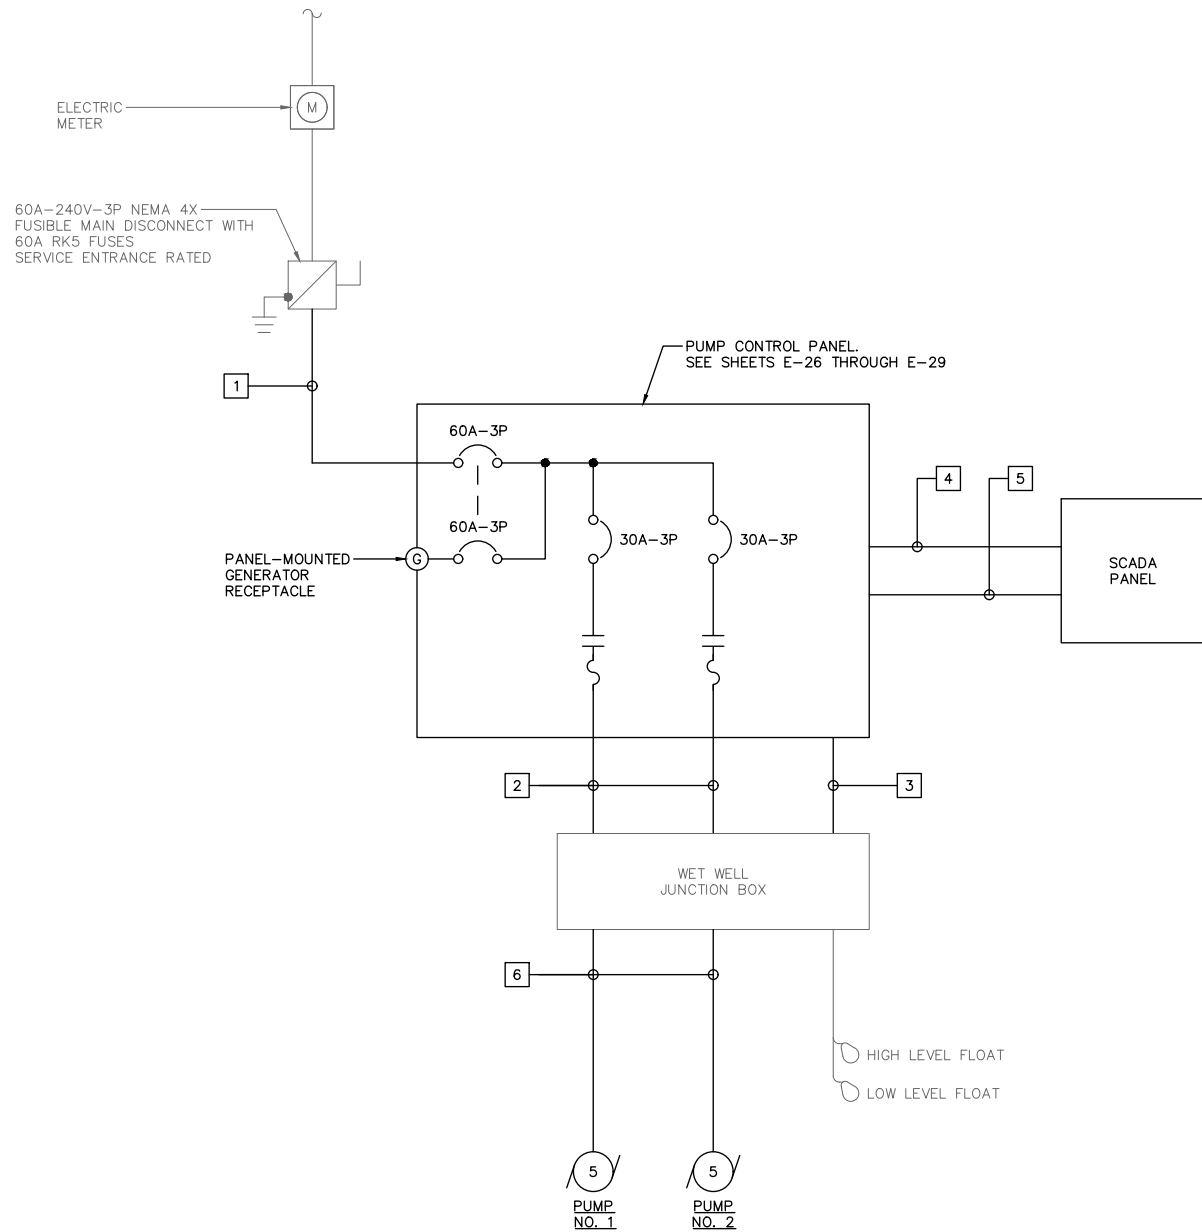 M
ELECTRIC
METER
60A-240V-3P NEMA 4X
FUSIBLE MAIN DISCONNECT WITH
60A RK5 FUSES
SERVICE ENTRANCE RATED
PUMP CONTROL PANEL.
SEE SHEETS E-26 THROUGH E-29
1
60A-3P
4
5
60A-3P
30A-3P
30A-3P
PANEL-MOUNTED
GENERATOR
RECEPTACLE
G
SCADA
PANEL
2
3
WET WELL
JUNCTION BOX
6
HIGH LEVEL FLOAT
LOW LEVEL FLOAT
5
5
PUMP
NO. 1
PUMP
NO. 2